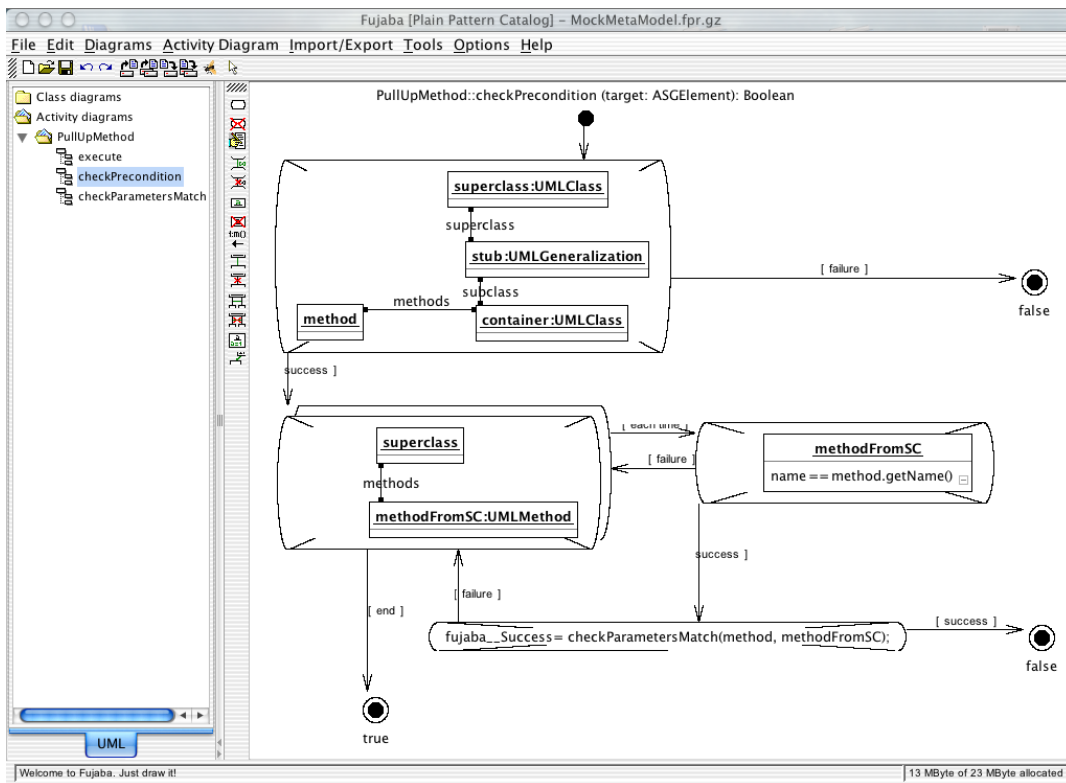 Fujaba [Plain Pattern Catalog] - MockMetaModel.fpr.gz
File Edit Diagrams Activity Diagram Import/Export Tools Options Help
Class diagrams
Activity diagrams
PullUpMethod
execute
checkPrecondition
checkParametersMatch
UML
PullUpMethod::checkPrecondition (target: ASGElement): Boolean
superclass:UMLClass
superclass
stub:UMLGeneralization
subclass
methods
method
container:UMLClass
[ failure ]
false
success ]
superclass
methods
methodFromSC:UMLMethod
[ each time ]
[ failure ]
methodFromSC
name == method.getName()
success ]
[ failure ]
[ end ]
fujaba__Success= checkParametersMatch(method, methodFromSC);
[ success ]
false
true
Welcome to Fujaba. Just draw it!
13 MByte of 23 MByte allocated